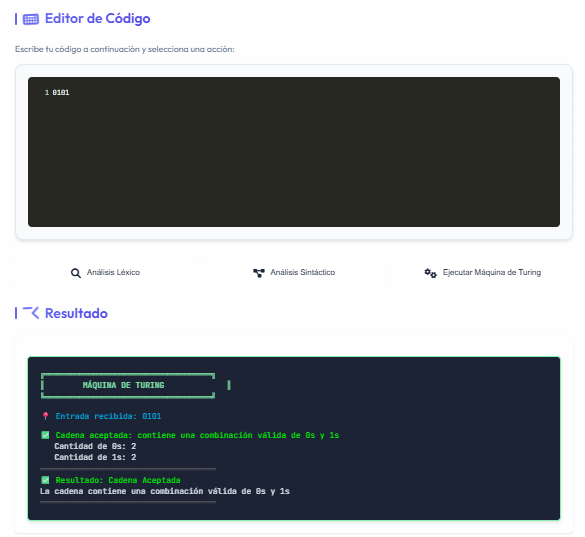 Editor de Código
Escribe tu código a continuación y selecciona una acción:
1 0101
Análisis Léxico
Análisis Sintáctico
Ejecutar Máquina de Turing
Resultado
MÁQUINA DE TURING
Entrada recibida: 0101
Cadena aceptada: contiene una combinación válida de 0s y 1s
Cantidad de 0s: 2
Cantidad de 1s: 2
Resultado: Cadena Aceptada
La cadena contiene una combinación válida de 0s y 1s